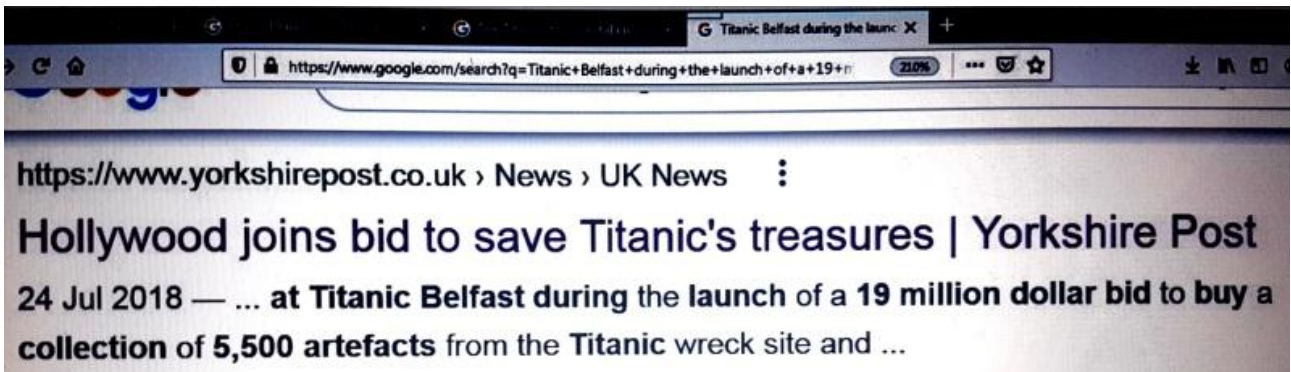 G Titanic Belfast during the launc
https://www.google.com/search?q=Titanic+Belfast+during+the+launch+of+a+19+n 210%
https://www.yorkshirepost.co.uk › News › UK News
Hollywood joins bid to save Titanic's treasures | Yorkshire Post
24 Jul 2018 — ... at Titanic Belfast during the launch of a 19 million dollar bid to buy a
collection of 5,500 artefacts from the Titanic wreck site and ...